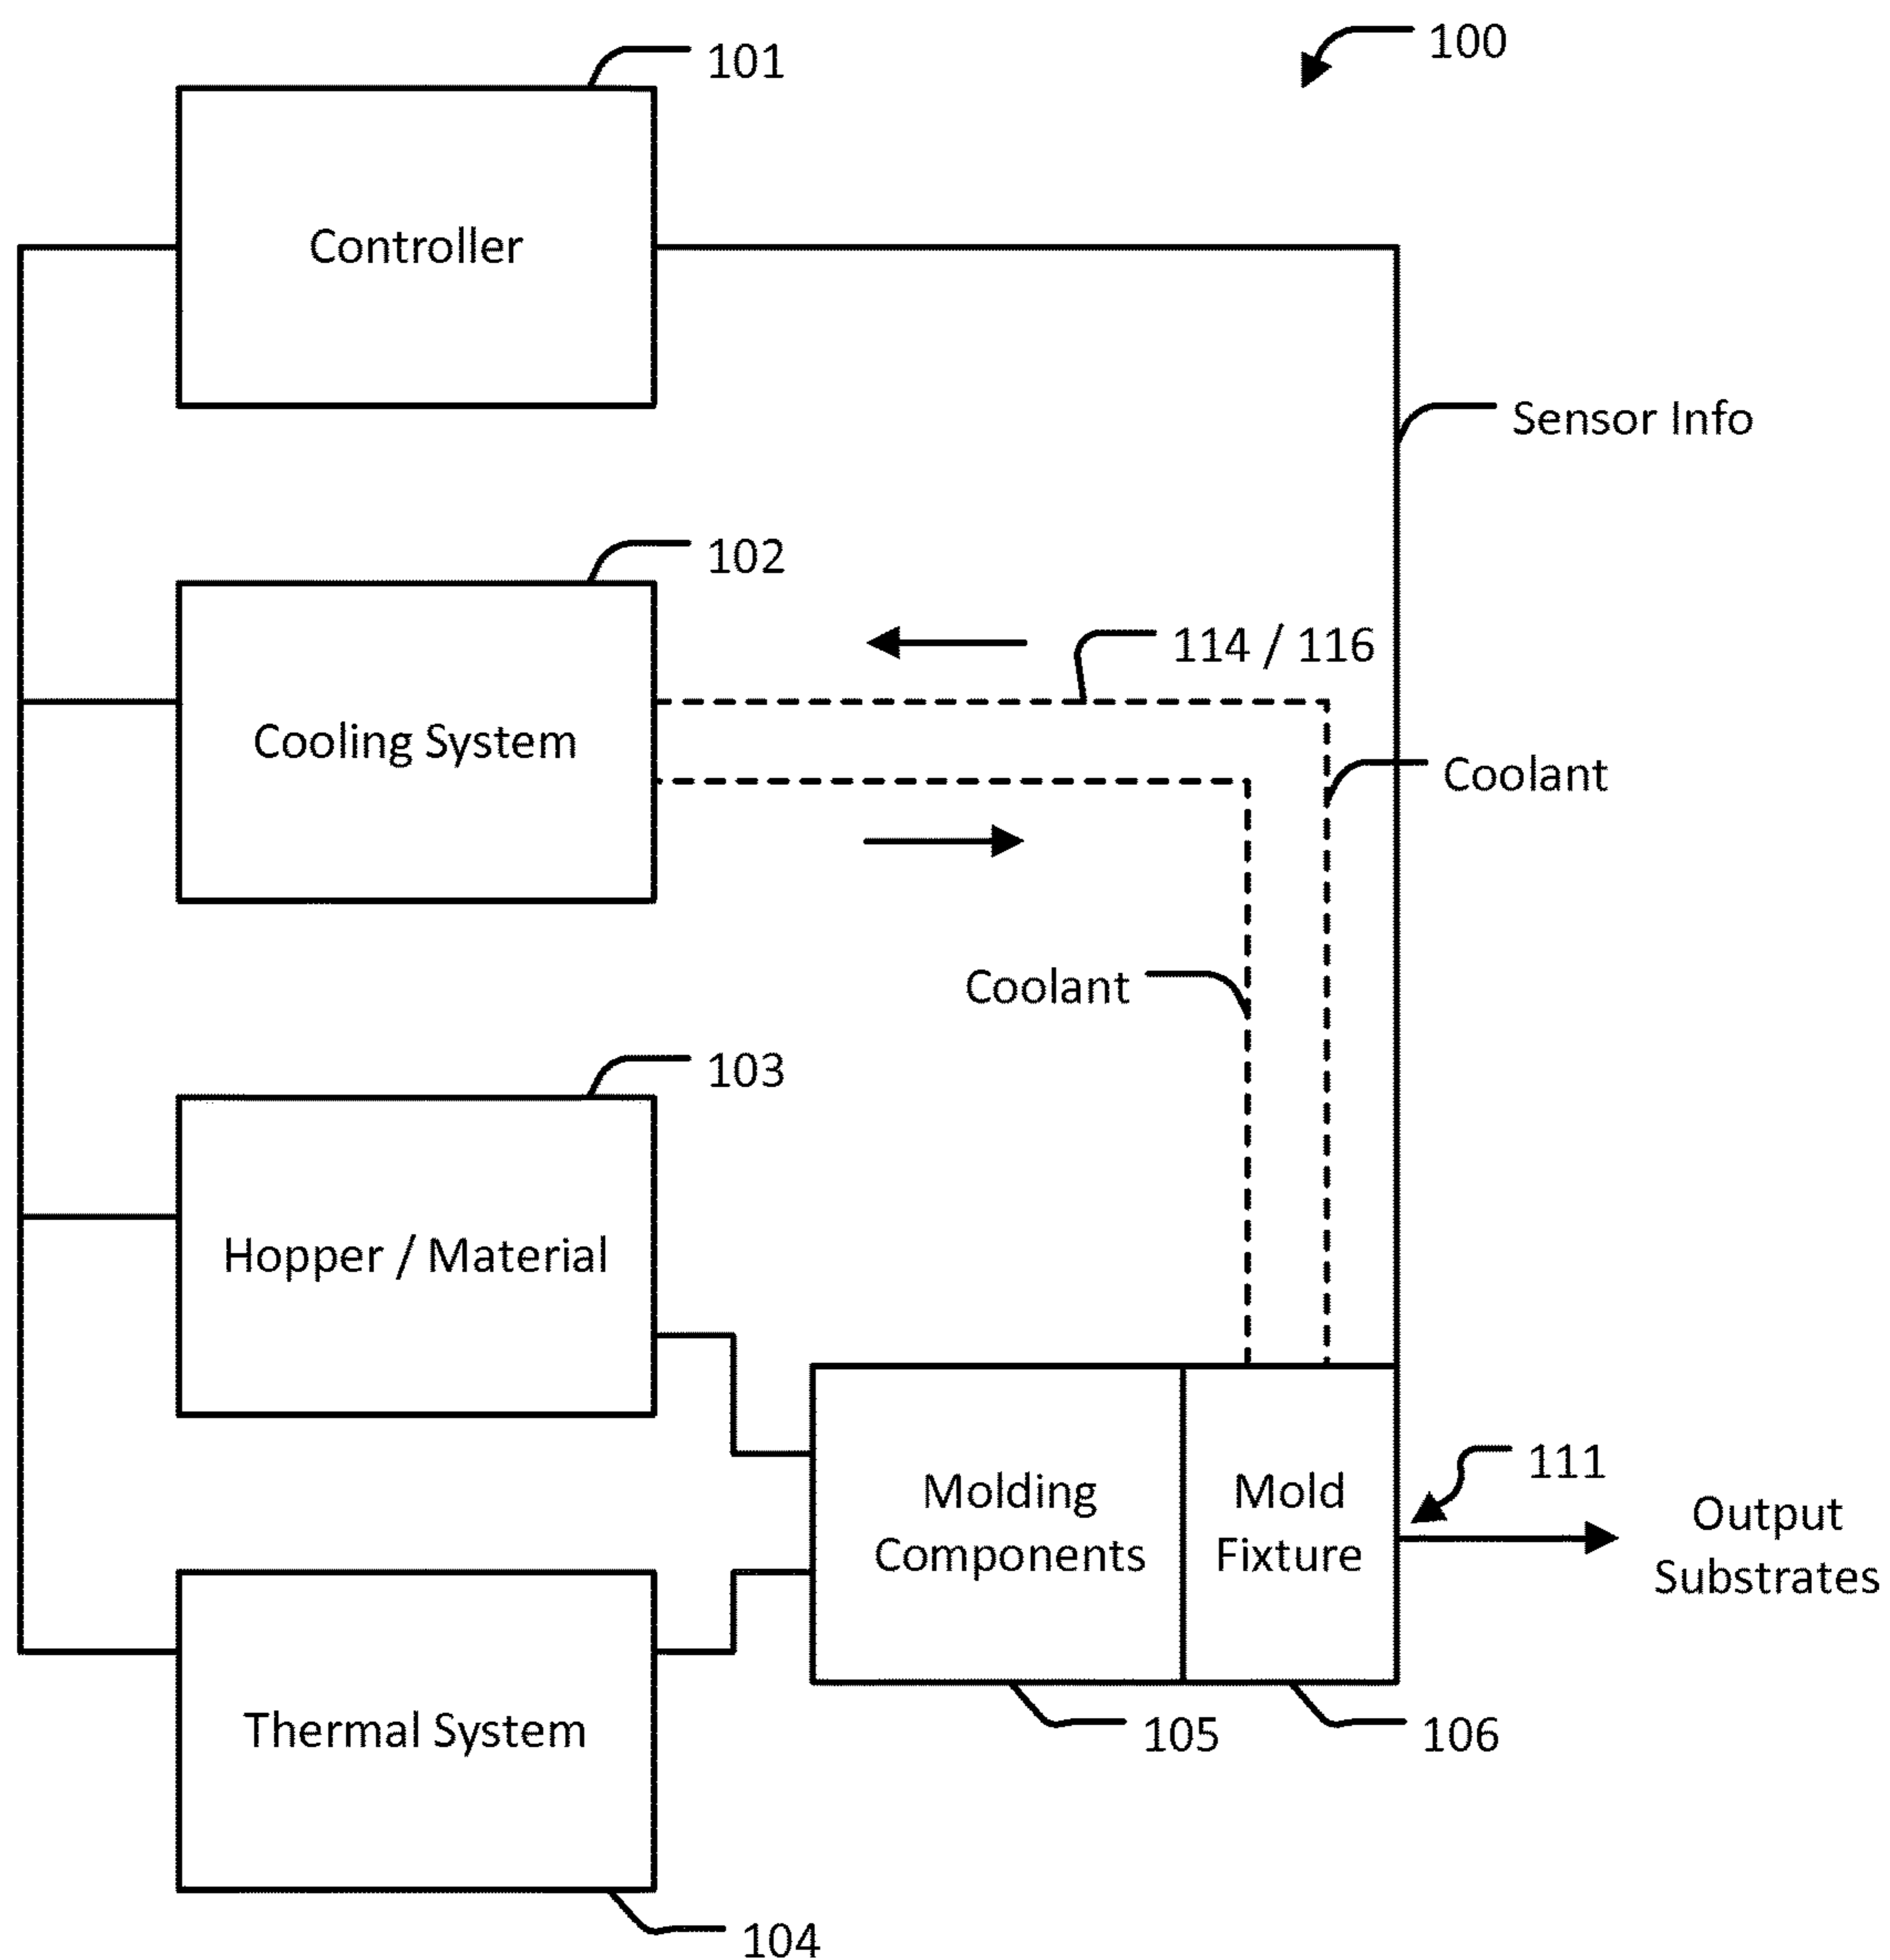 100
101
Controller
Sensor Info
102
114 / 116
Cooling System
Coolant
Coolant
103
Hopper / Material
111
Molding
Components
Mold
Fixture
Output
Substrates
Thermal System
105
106
104